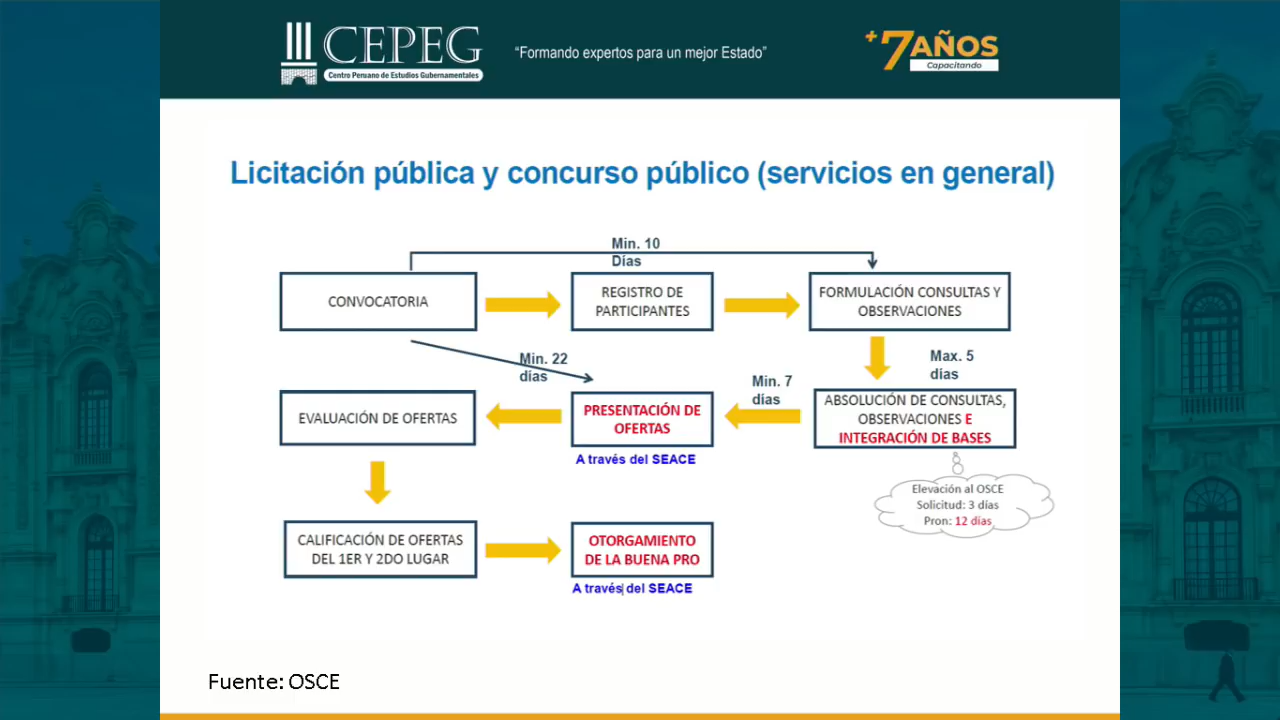 CEPEG
Centro Peruano de Estudios Gubernamentales
“Formando expertos para un mejor Estado”
+7 AÑOS
Capacitando
Licitación pública y concurso público (servicios en general)
Min. 10
Días
CONVOCATORIA
REGISTRO DE
PARTICIPANTES
FORMULACIÓN CONSULTAS Y
OBSERVACIONES
Min. 22
días
Max. 5
días
Min. 7
días
EVALUACIÓN DE OFERTAS
PRESENTACIÓN DE
OFERTAS
A través del SEACE
ABSOLUCIÓN DE CONSULTAS,
OBSERVACIONES E
INTEGRACIÓN DE BASES
Elevación al OSCE
Solicitud: 3 días
Pron: 12 días
CALIFICACIÓN DE OFERTAS
DEL 1ER Y 2DO LUGAR
OTORGAMIENTO
DE LA BUENA PRO
A través del SEACE
Fuente: OSCE